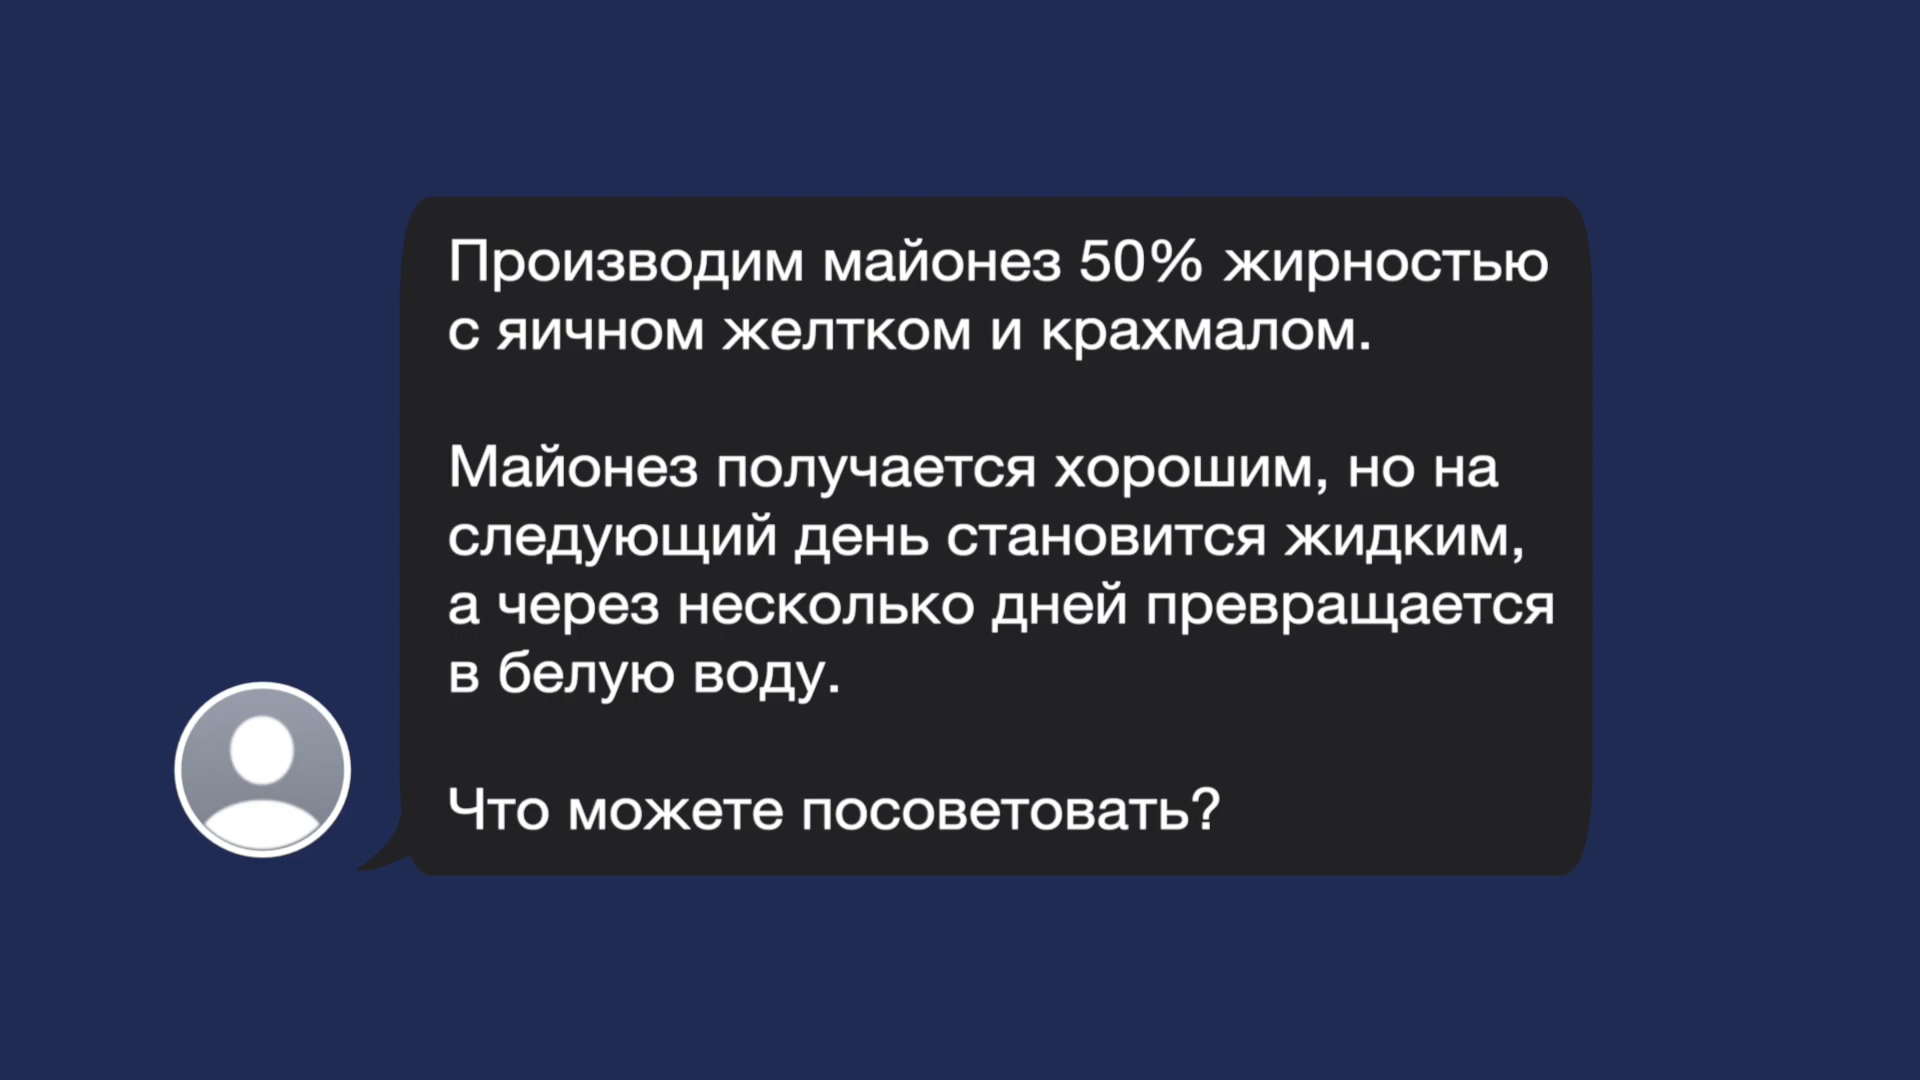 Производим майонез 50% жирностью
с яичном желтком и крахмалом.
Майонез получается хорошим, но на
следующий день становится жидким,
а через несколько дней превращается
в белую воду.
Что можете посоветовать?